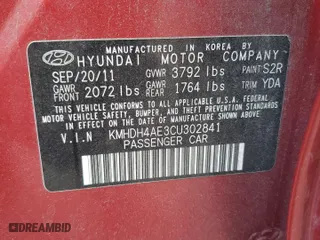 MANUFACTURED IN KOREA
HYUNDAI MOTOR COMPANY
SEP/20/11 GVWR 3792 lbs PAINT S2R
GAWR FRONT 2072 lbs GAWR REAR 1764 lbs TRIM YDA
THIS VEHICLE CONFORMS TO ALL APPLICABLE
FEDERAL MOTOR VEHICLE SAFETY, BUMPER,
AND THEFT PREVENTION STANDARDS IN EFFECT
ON THE DATE OF MANUFACTURE SHOWN ABOVE.
V.I.N KMHDH4AE3CU302841
PASSENGER CAR
DREAMBID